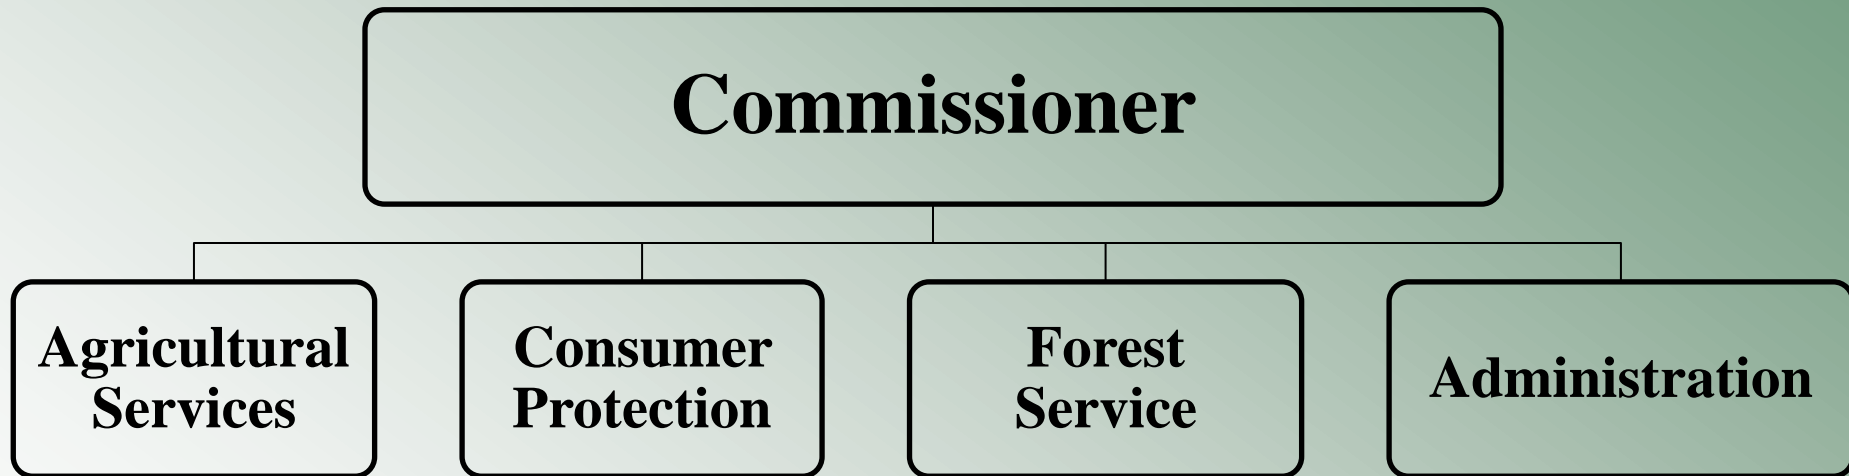 Commissioner
Agricultural
Services
Consumer
Protection
Forest
Service
Administration